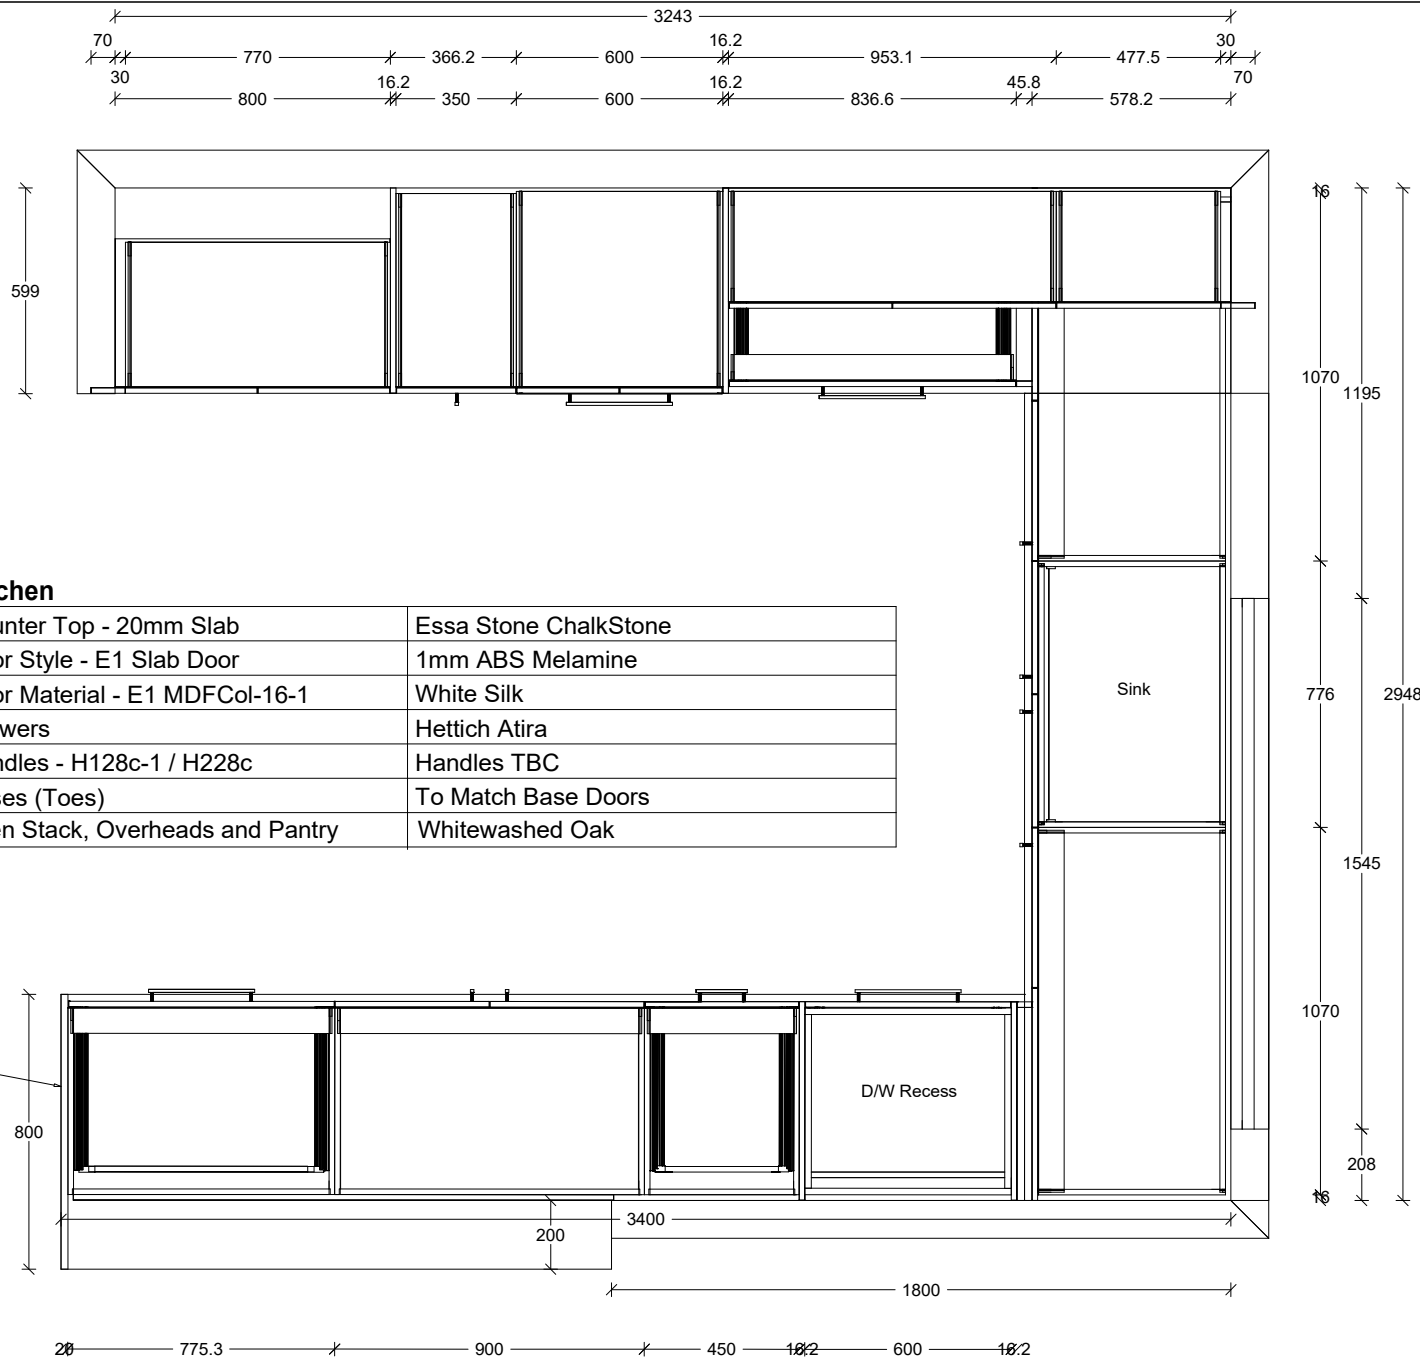 3243
70 770 366.2 600 16.2 953.1 477.5 30
30 800 16.2 350 600 16.2 836.6 45.8 578.2 70
599
16
1070
1195
chen
unter Top - 20mm Slab Essa Stone ChalkStone
or Style - E1 Slab Door 1mm ABS Melamine
or Material - E1 MDFCol-16-1 White Silk
wers Hettich Atira
ndles - H128c-1 / H228c Handles TBC
ses (Toes) To Match Base Doors
en Stack, Overheads and Pantry Whitewashed Oak
Sink
776
2948
1545
1070
D/W Recess
800
208
16
3400
200
1800
775.3 900 450 600 16.2